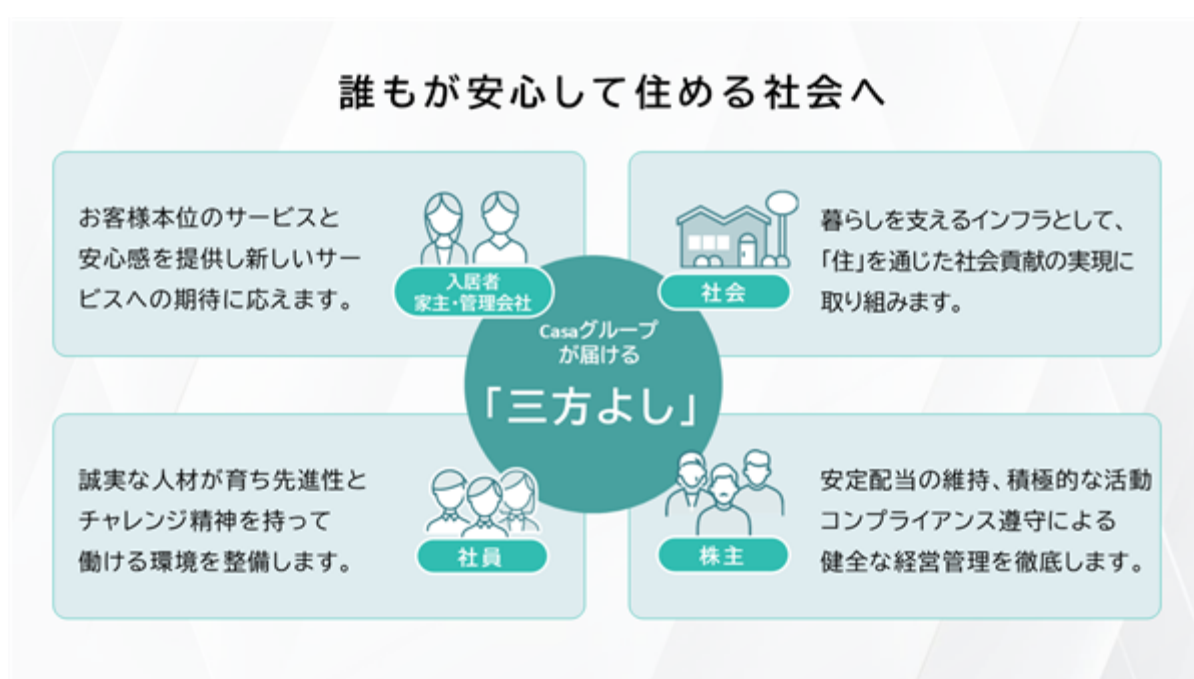 誰もが安心して住める社会へ
お客様本位のサービスと
安心感を提供し新しいサー
ビスへの期待に応えます。
入居者
家主・管理会社
社会
暮らしを支えるインフラとして、
「住」を通じた社会貢献の実現に
取り組みます。
Casaグループ
が届ける
「三方よし」
誠実な人材が育ち先進性と
チャレンジ精神を持って
働ける環境を整備します。
社員
株主
安定配当の維持、積極的な活動
コンプライアンス遵守による
健全な経営管理を徹底します。